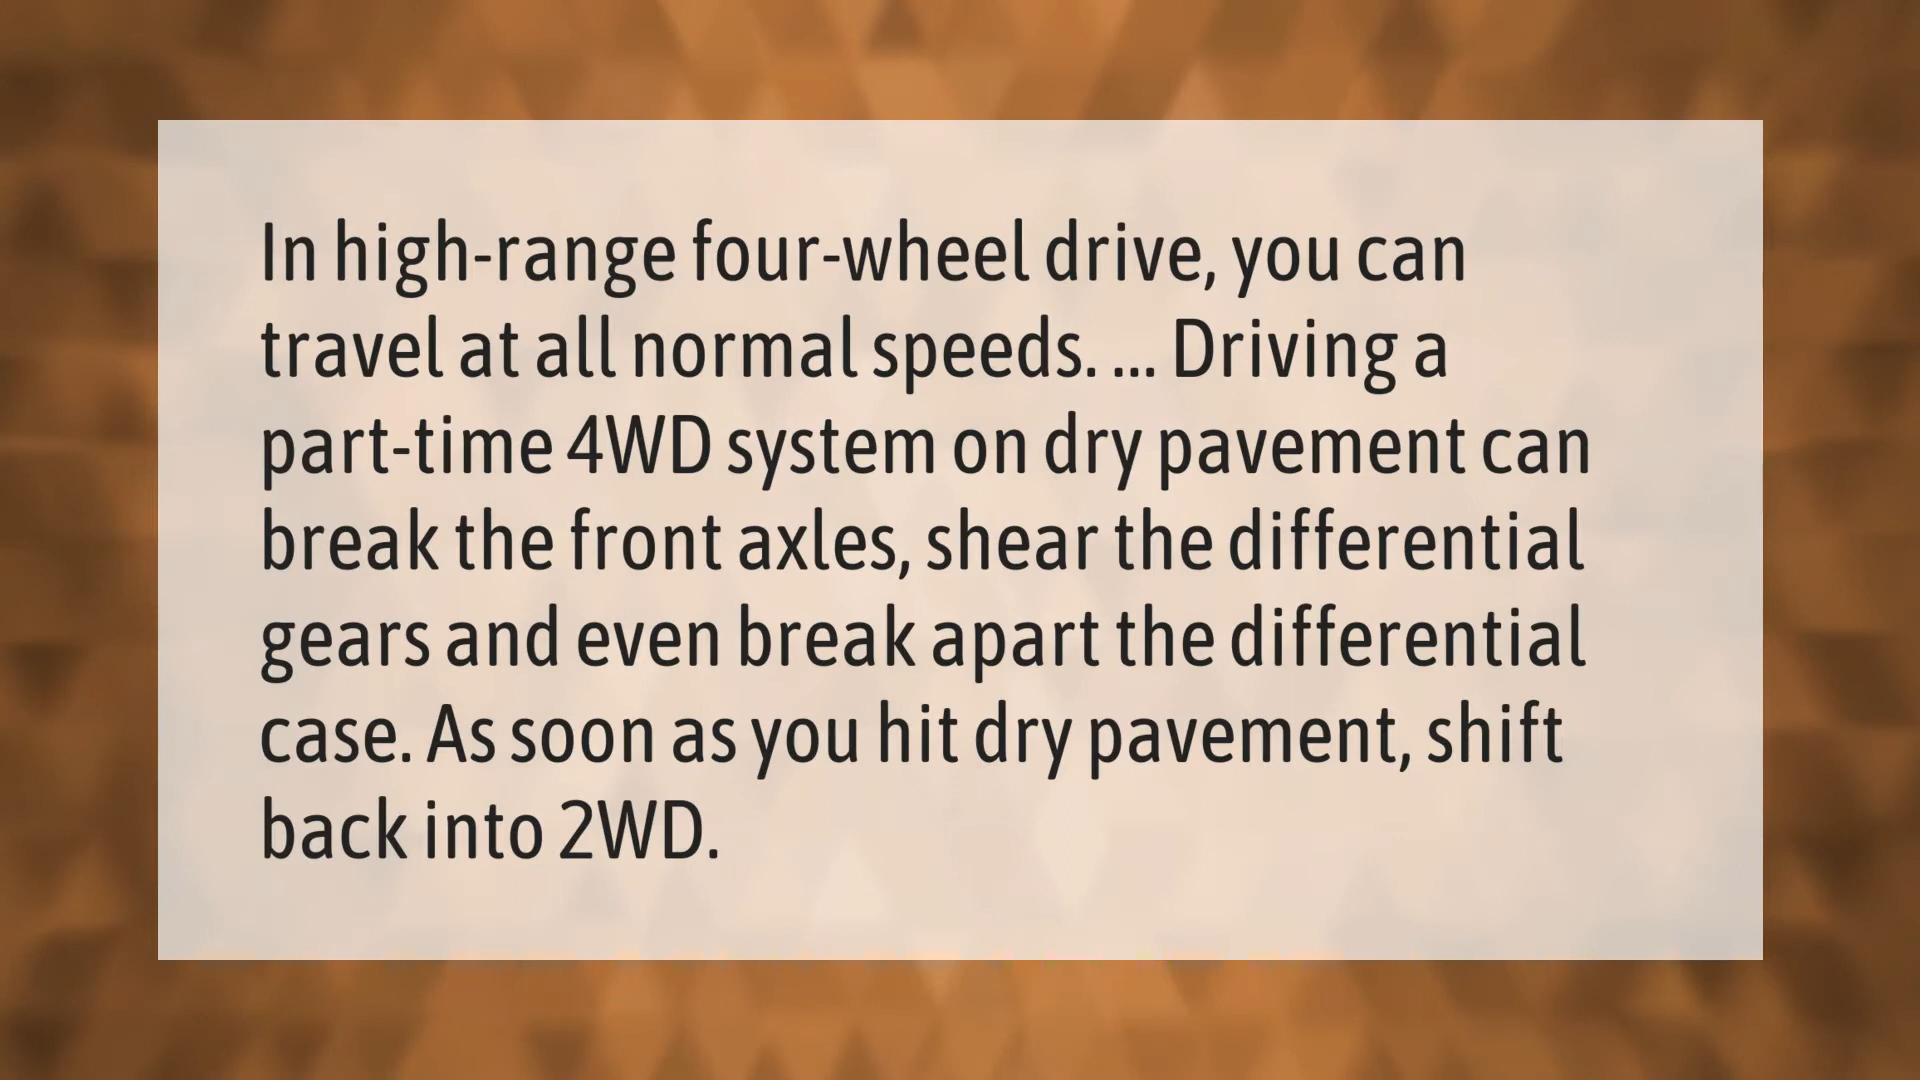 In high-range four-wheel drive, you can
travel at all normal speeds. ... Driving a
part-time 4WD system on dry pavement can
break the front axles, shear the differential
gears and even break apart the differential
case. As soon as you hit dry pavement, shift
back into 2WD.